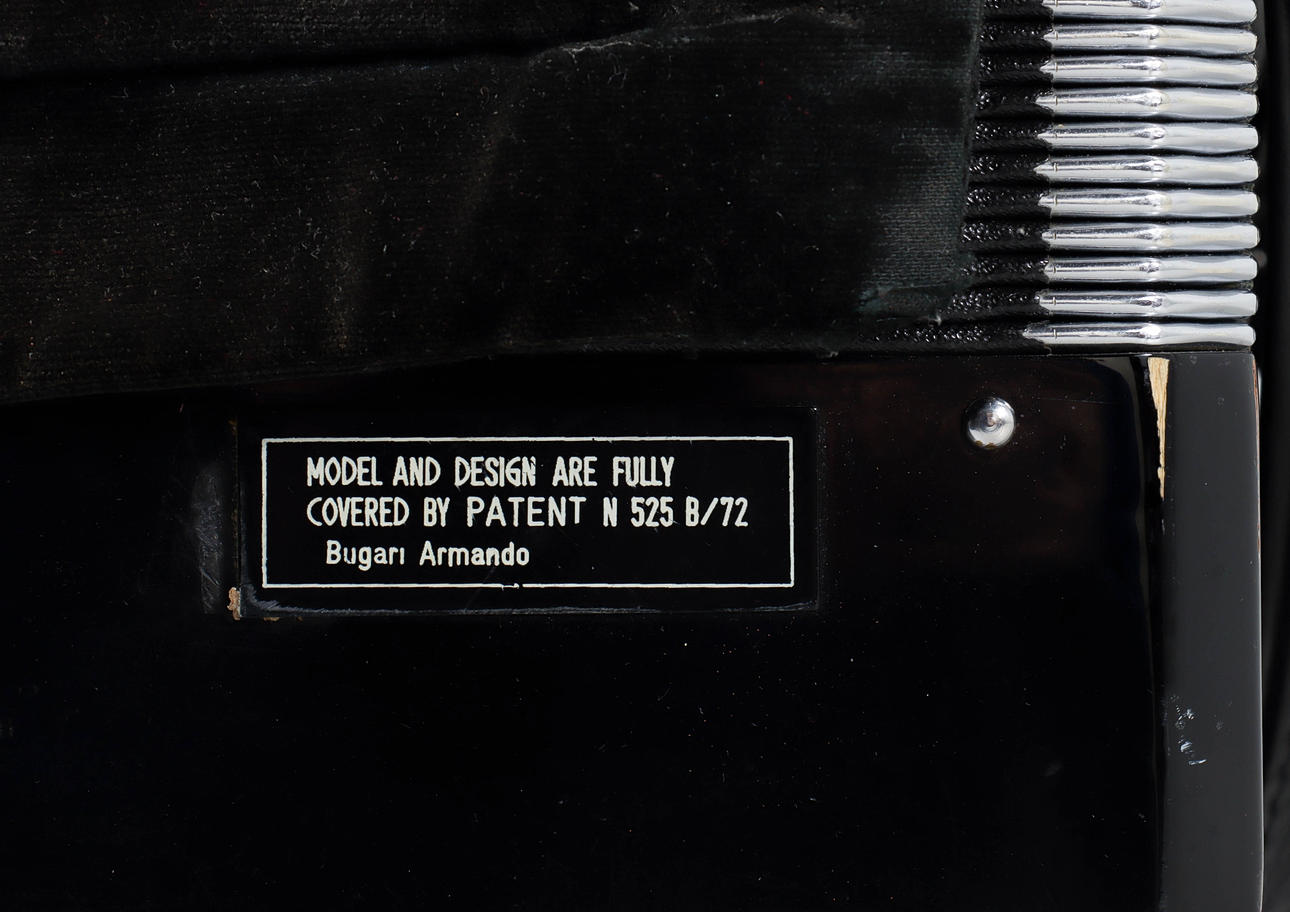 MODEL AND DESIGN ARE FULLY
COVERED BY PATENT N 525 B/72
Bugari Armando